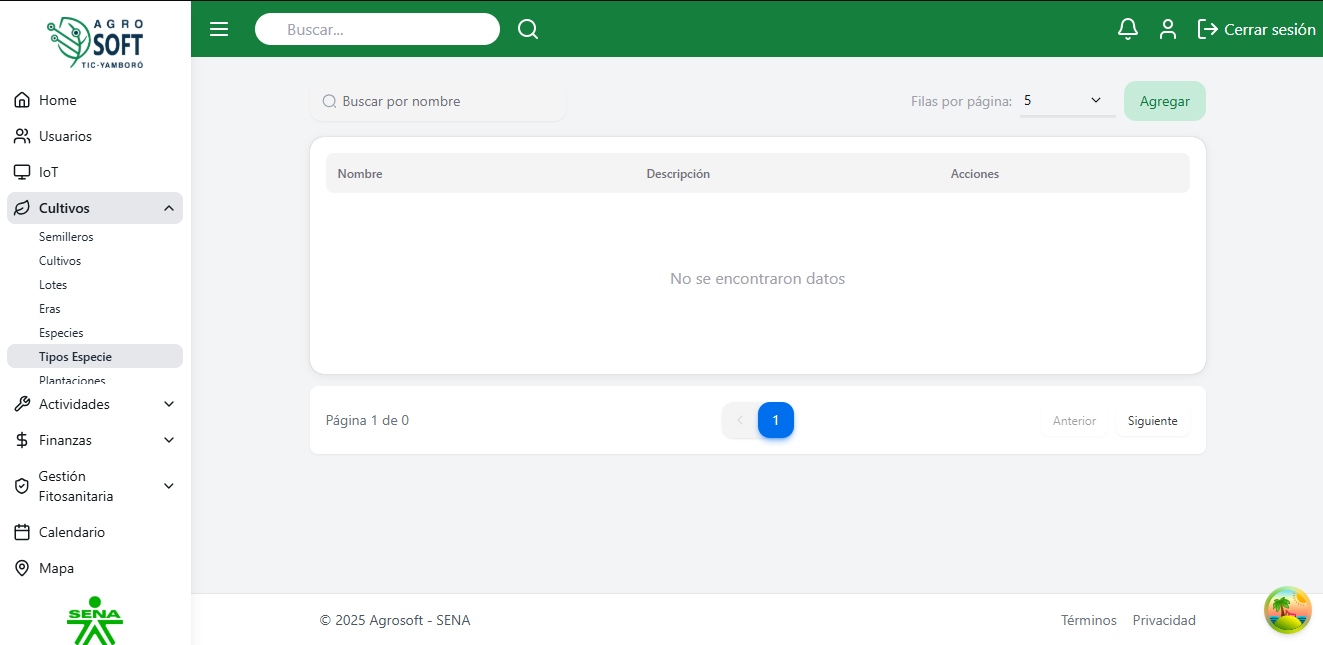 AGRO
SOFT
TIC-YAMBORÓ
Home
Usuarios
IoT
Cultivos
Semilleros
Cultivos
Lotes
Eras
Especies
Tipos Especie
Plantaciones
Actividades
Finanzas
Gestión
Fitosanitaria
Calendario
Mapa
SENA
Buscar...
Cerrar sesión
Buscar por nombre
Filas por página: 5
Agregar
Nombre Descripción Acciones
No se encontraron datos
Página 1 de 0
< 1
Anterior Siguiente
© 2025 Agrosoft - SENA
Términos Privacidad